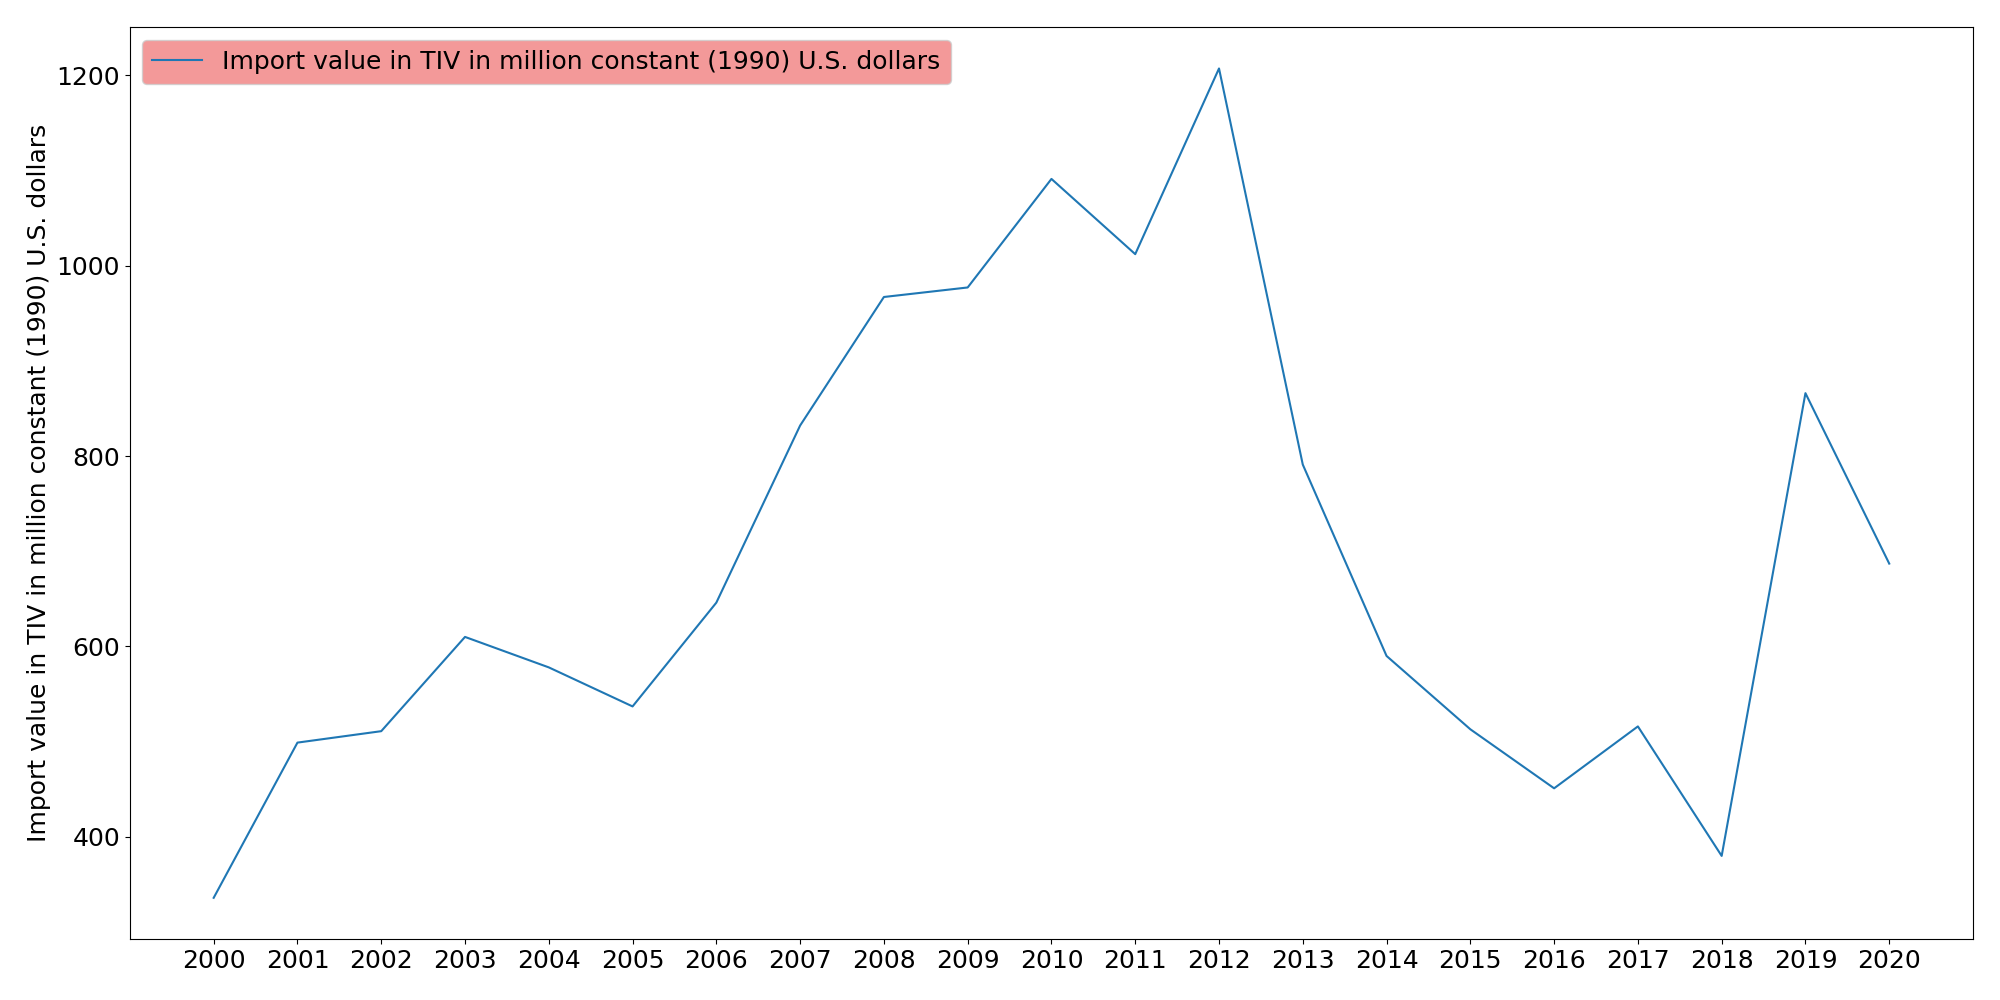 Import value in TIV in million constant (1990) U.S. dollars
Import value in TIV in million constant (1990) U.S. dollars
1200
1000
800
600
400
2000 2001 2002 2003 2004 2005 2006 2007 2008 2009 2010 2011 2012 2013 2014 2015 2016 2017 2018 2019 2020